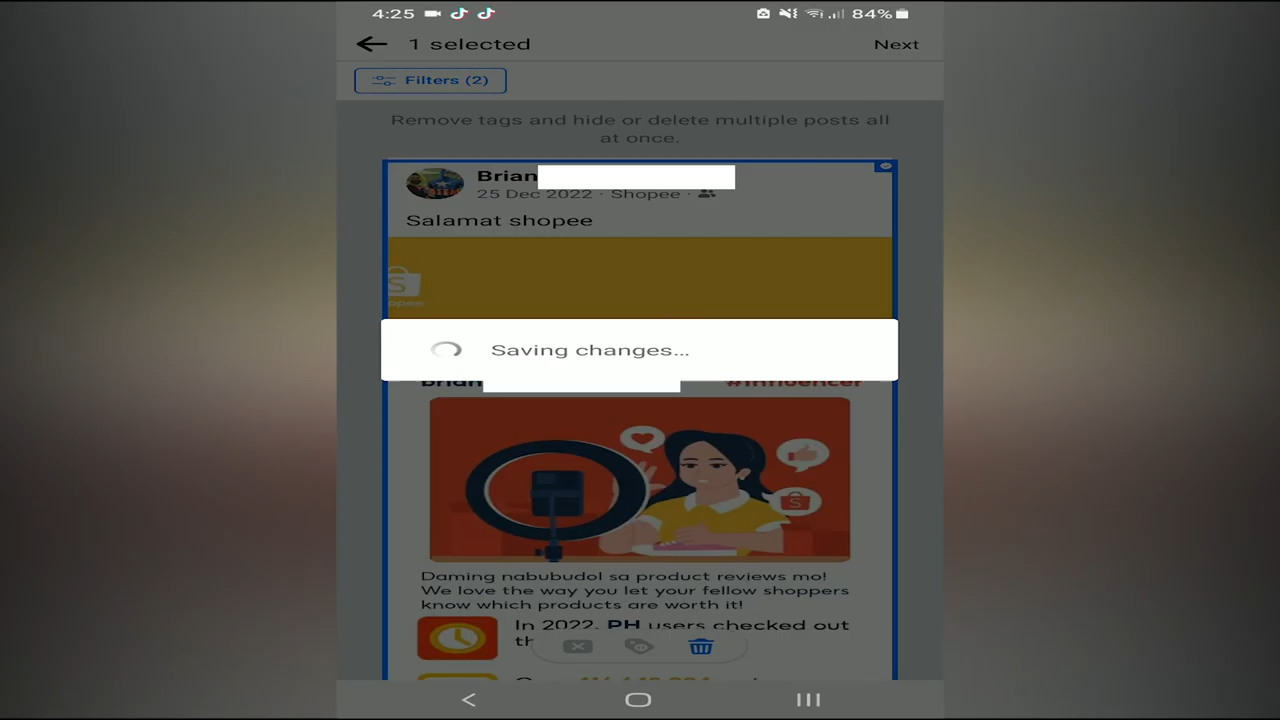 4:25 84%
1 selected Next
Filters (2)
Remove tags and hide or delete multiple posts all
at once.
Brian
25 Dec 2022 · Shopee ·
Salamat shopee
S
opee
Saving changes...
Brian #Influencer
S
Daming nabubudol sa product reviews mo!
We love the way you let your fellow shoppers
know which products are worth it!
In 2022, PH users checked out